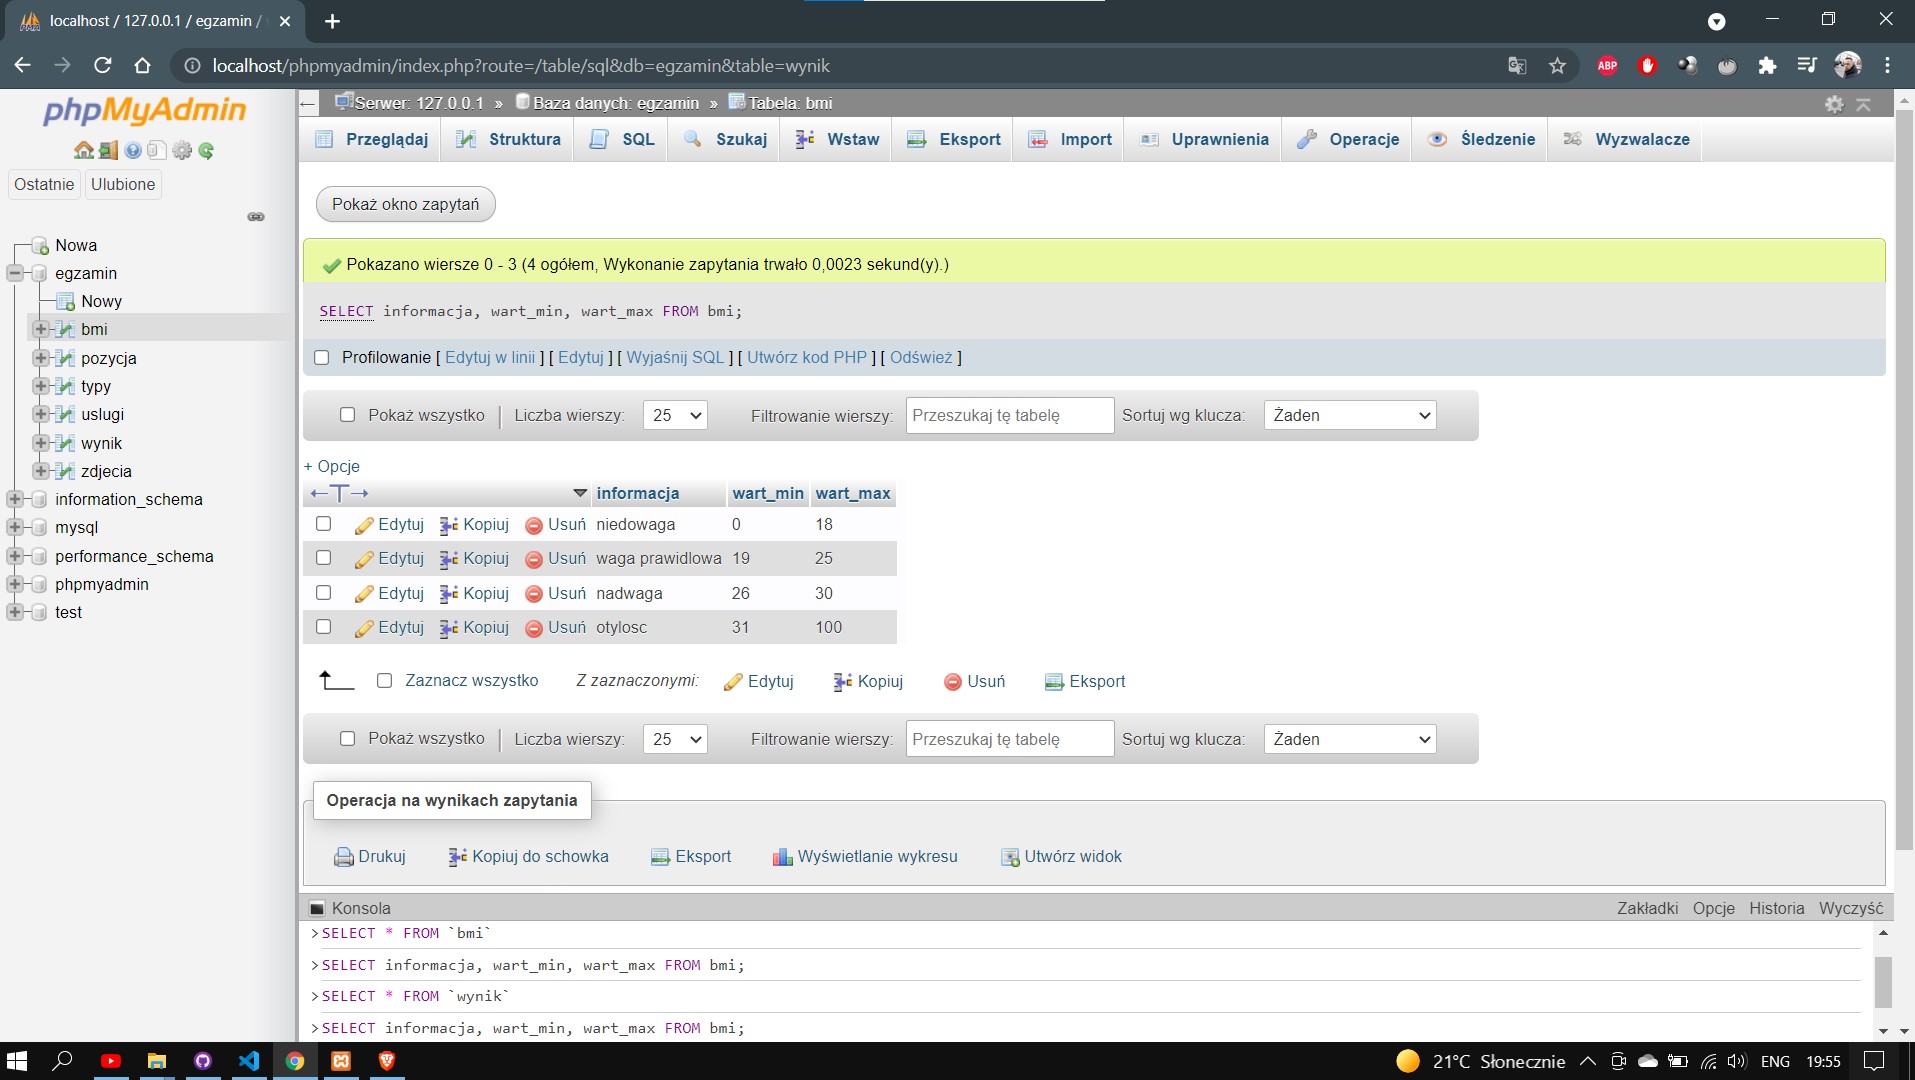 localhost / 127.0.0.1 / egzamin /
localhost/phpmyadmin/index.php?route=/table/sql&db=egzamin&table=wynik
ABP
phpMyAdmin
Ostatnie Ulubione
Nowa
egzamin
Nowy
bmi
pozycja
typy
uslugi
wynik
zdjecia
information_schema
mysql
performance_schema
phpmyadmin
test
Serwer: 127.0.0.1 » Baza danych: egzamin » Tabela: bmi
Przeglądaj Struktura SQL Szukaj Wstaw Eksport Import Uprawnienia Operacje Śledzenie Wyzwalacze
Pokaż okno zapytań
Pokazano wiersze 0 - 3 (4 ogółem, Wykonanie zapytania trwało 0,0023 sekund(y).)
SELECT informacja, wart_min, wart_max FROM bmi;
Profilowanie [ Edytuj w linii ] [ Edytuj ] [ Wyjaśnij SQL ] [ Utwórz kod PHP ] [ Odśwież ]
Pokaż wszystko Liczba wierszy: 25 Filtrowanie wierszy: Przeszukaj tę tabelę Sortuj wg klucza: Żaden
+ Opcje
←T→ informacja wart_min wart_max
Edytuj Kopiuj Usuń niedowaga 0 18
Edytuj Kopiuj Usuń waga prawidlowa 19 25
Edytuj Kopiuj Usuń nadwaga 26 30
Edytuj Kopiuj Usuń otylosc 31 100
Zaznacz wszystko Z zaznaczonymi: Edytuj Kopiuj Usuń Eksport
Pokaż wszystko Liczba wierszy: 25 Filtrowanie wierszy: Przeszukaj tę tabelę Sortuj wg klucza: Żaden
Operacja na wynikach zapytania
Drukuj Kopiuj do schowka Eksport Wyświetlanie wykresu Utwórz widok
Konsola Zakładki Opcje Historia Wyczyść
>SELECT * FROM `bmi`
>SELECT informacja, wart_min, wart_max FROM bmi;
>SELECT * FROM `wynik`
>SELECT informacja, wart_min, wart_max FROM bmi;
21°C Słonecznie ENG 19:55